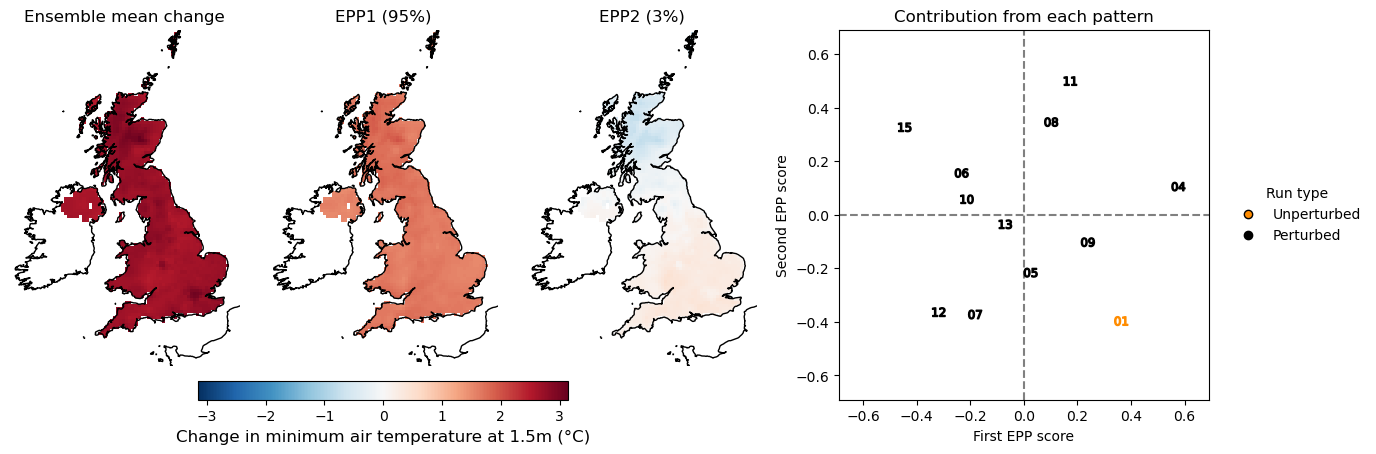 Ensemble mean change
EPP1 (95%)
EPP2 (3%)
−3 −2 −1 0 1 2 3
Change in minimum air temperature at 1.5m (°C)
Contribution from each pattern
Second EPP score
0.6
0.4
0.2
0.0
−0.2
−0.4
−0.6
11
08
15
06
04
10
13
09
05
12
07
01
−0.6 −0.4 −0.2 0.0 0.2 0.4 0.6
First EPP score
Run type
Unperturbed
Perturbed